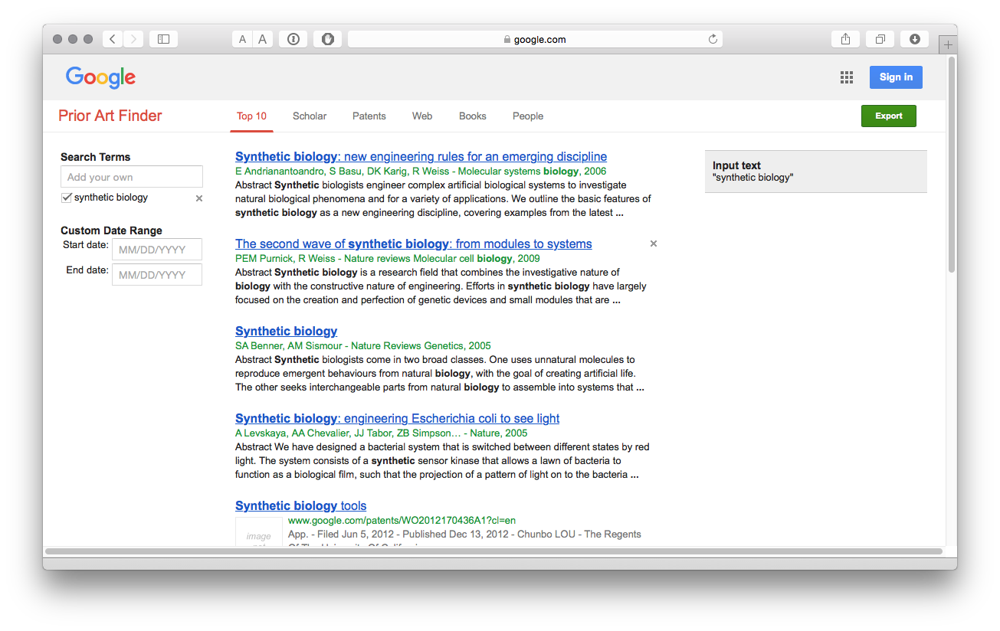 A A
google.com
Google
Sign in
Prior Art Finder
Top 10 Scholar Patents Web Books People
Export
Search Terms
Add your own
synthetic biology
Custom Date Range
Start date: MM/DD/YYYY
End date: MM/DD/YYYY
Synthetic biology: new engineering rules for an emerging discipline
E Andrianantoandro, S Basu, DK Karig, R Weiss - Molecular systems biology, 2006
Abstract Synthetic biologists engineer complex artificial biological systems to investigate
natural biological phenomena and for a variety of applications. We outline the basic features of
synthetic biology as a new engineering discipline, covering examples from the latest ...
The second wave of synthetic biology: from modules to systems
PEM Purnick, R Weiss - Nature reviews Molecular cell biology, 2009
Abstract Synthetic biology is a research field that combines the investigative nature of
biology with the constructive nature of engineering. Efforts in synthetic biology have largely
focused on the creation and perfection of genetic devices and small modules that are ...
Synthetic biology
SA Benner, AM Sismour - Nature Reviews Genetics, 2005
Abstract Synthetic biologists come in two broad classes. One uses unnatural molecules to
reproduce emergent behaviours from natural biology, with the goal of creating artificial life.
The other seeks interchangeable parts from natural biology to assemble into systems that ...
Synthetic biology: engineering Escherichia coli to see light
A Levskaya, AA Chevalier, JJ Tabor, ZB Simpson… - Nature, 2005
Abstract We have designed a bacterial system that is switched between different states by red
light. The system consists of a synthetic sensor kinase that allows a lawn of bacteria to
function as a biological film, such that the projection of a pattern of light on to the bacteria ...
Synthetic biology tools
www.google.com/patents/WO2012170436A1?cl=en
App. - Filed Jun 5, 2012 - Published Dec 13, 2012 - Chunbo LOU - The Regents
image
Input text
"synthetic biology"